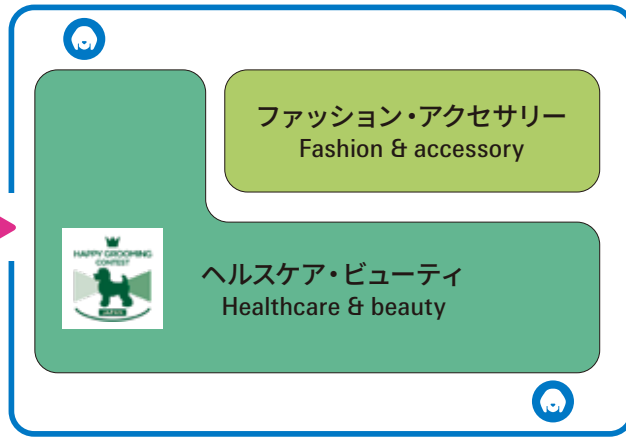 ファッション・アクセサリー
Fashion & accessory
HAPPY GROOMING
CONTEST
JAPAN
ヘルスケア・ビューティ
Healthcare & beauty